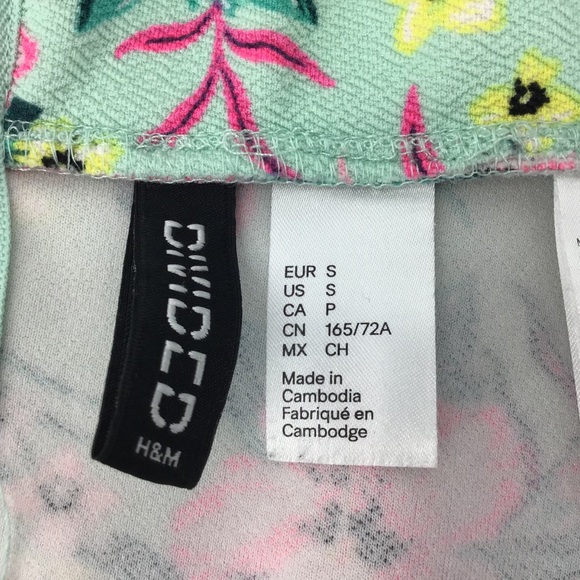 DIVIDED
H&M
EUR S
US S
CA P
CN 165/72A
MX CH
Made in
Cambodia
Fabriqué en
Cambodge